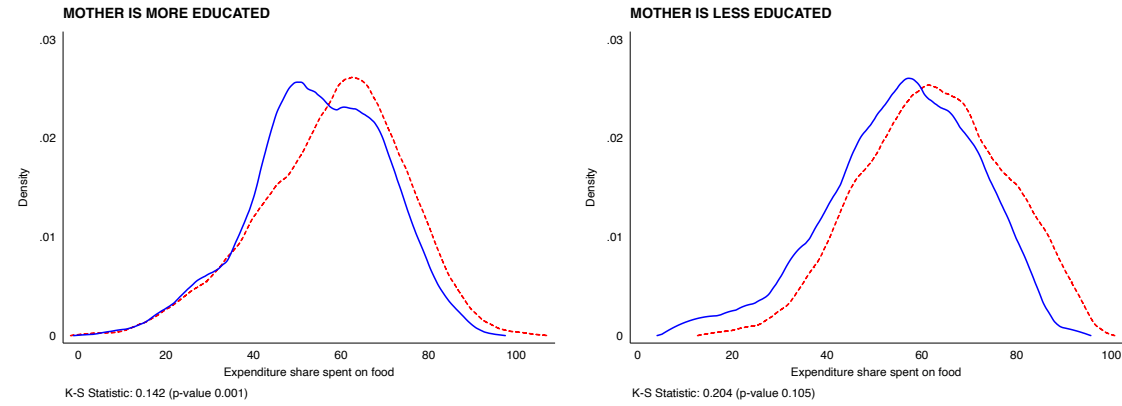 MOTHER IS MORE EDUCATED
.03
.02
.01
0
Density
0 20 40 60 80 100
Expenditure share spent on food
K-S Statistic: 0.142 (p-value 0.001)
MOTHER IS LESS EDUCATED
.03
.02
.01
0
Density
0 20 40 60 80 100
Expenditure share spent on food
K-S Statistic: 0.204 (p-value 0.105)